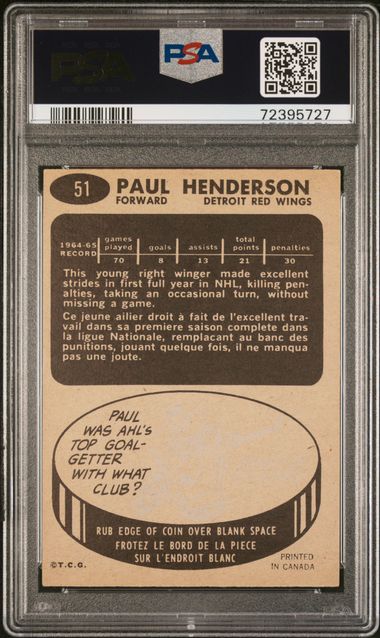 PSA
PSA
72395727
51 PAUL HENDERSON
FORWARD DETROIT RED WINGS
1964-65 RECORD games played goals assists total points penalties
70 8 13 21 30
This young right winger made excellent
strides in first full year in NHL, killing pen-
alties, taking an occasional turn, without
missing a game.
Ce jeune ailier droit à fait de l'excellent tra-
vail dans sa premiere saison complete dans
la ligue Nationale, remplacant au banc des
punitions, jouant quelque fois, il ne manqua
pas une joute.
PAUL
WAS AHL's
TOP GOAL-
GETTER
WITH WHAT
CLUB?
RUB EDGE OF COIN OVER BLANK SPACE
FROTEZ LE BORD DE LA PIECE
SUR L'ENDROIT BLANC
©T.C.G.
PRINTED
IN CANADA